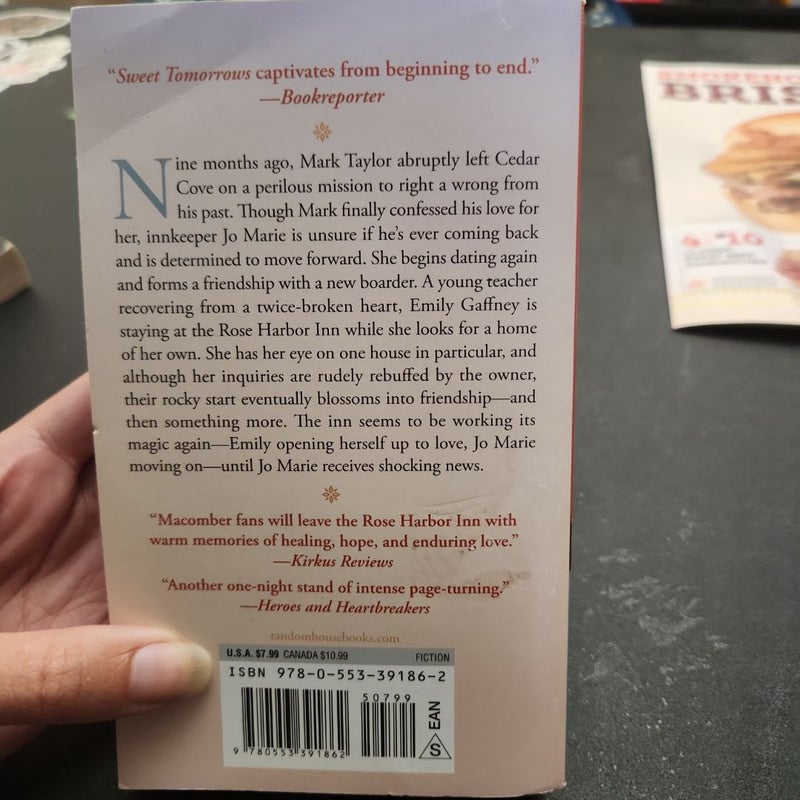 “Sweet Tomorrows captivates from beginning to end.”
—Bookreporter
Nine months ago, Mark Taylor abruptly left Cedar
Cove on a perilous mission to right a wrong from
his past. Though Mark finally confessed his love for
her, innkeeper Jo Marie is unsure if he’s ever coming back
and is determined to move forward. She begins dating again
and forms a friendship with a new boarder. A young teacher
recovering from a twice-broken heart, Emily Gaffney is
staying at the Rose Harbor Inn while she looks for a home
of her own. She has her eye on one house in particular, and
although her inquiries are rudely rebuffed by the owner,
their rocky start eventually blossoms into friendship—and
then something more. The inn seems to be working its
magic again—Emily opening herself up to love, Jo Marie
moving on—until Jo Marie receives shocking news.
“Macomber fans will leave the Rose Harbor Inn with
warm memories of healing, hope, and enduring love.”
—Kirkus Reviews
“Another one-night stand of intense page-turning.”
—Heroes and Heartbreakers
randomhousebooks.com
U.S.A. $7.99 CANADA $10.99 FICTION
ISBN 978-0-553-39186-2
50799
9 780553 391862
EAN
S
BRIS